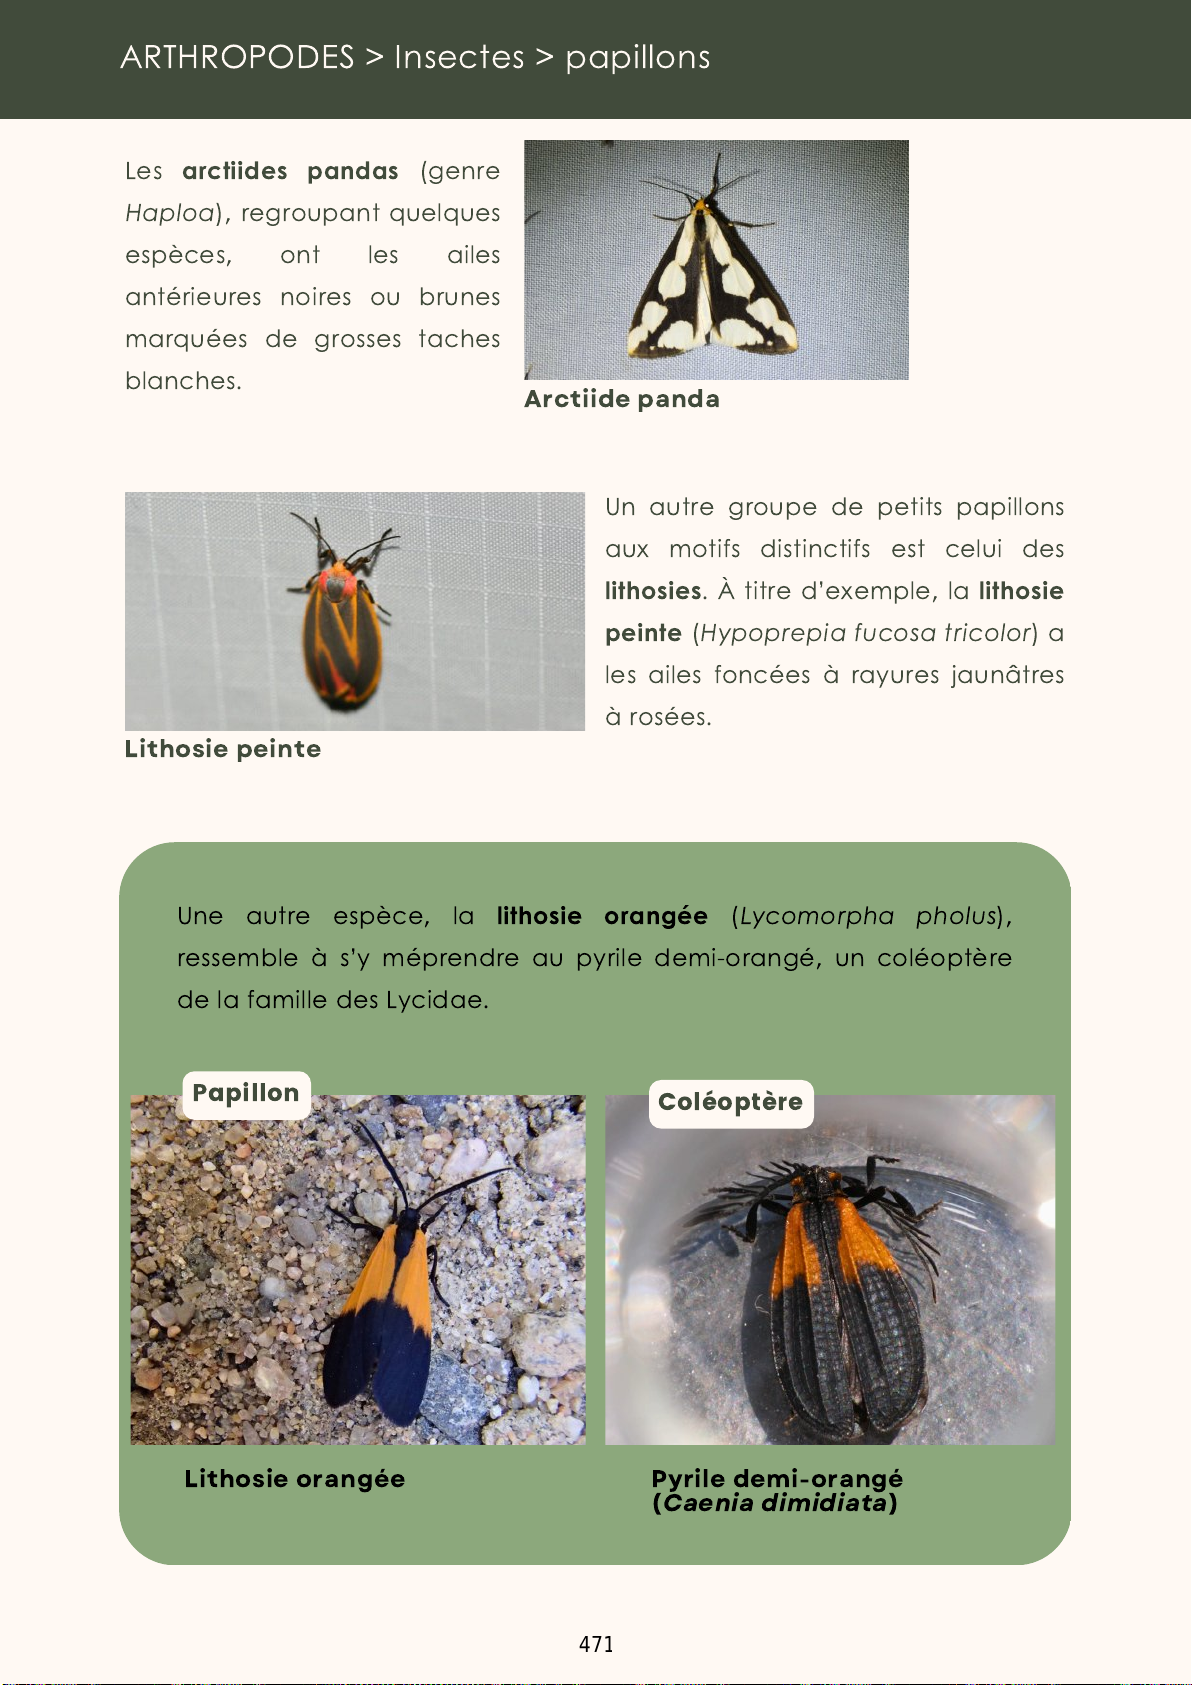 ARTHROPODES > Insectes > papillons
Les arctiides pandas (genre
Haploa), regroupant quelques
espèces, ont les ailes
antérieures noires ou brunes
marquées de grosses taches
blanches.
Arctiide panda
Un autre groupe de petits papillons
aux motifs distinctifs est celui des
lithosies. À titre d’exemple, la lithosie
peinte (Hypoprepia fucosa tricolor) a
les ailes foncées à rayures jaunâtres
à rosées.
Lithosie peinte
Une autre espèce, la lithosie orangée (Lycomorpha pholus),
ressemble à s’y méprendre au pyrile demi-orangé, un coléoptère
de la famille des Lycidae.
Papillon
Coléoptère
Lithosie orangée
Pyrile demi-orangé
(Caenia dimidiata)
471